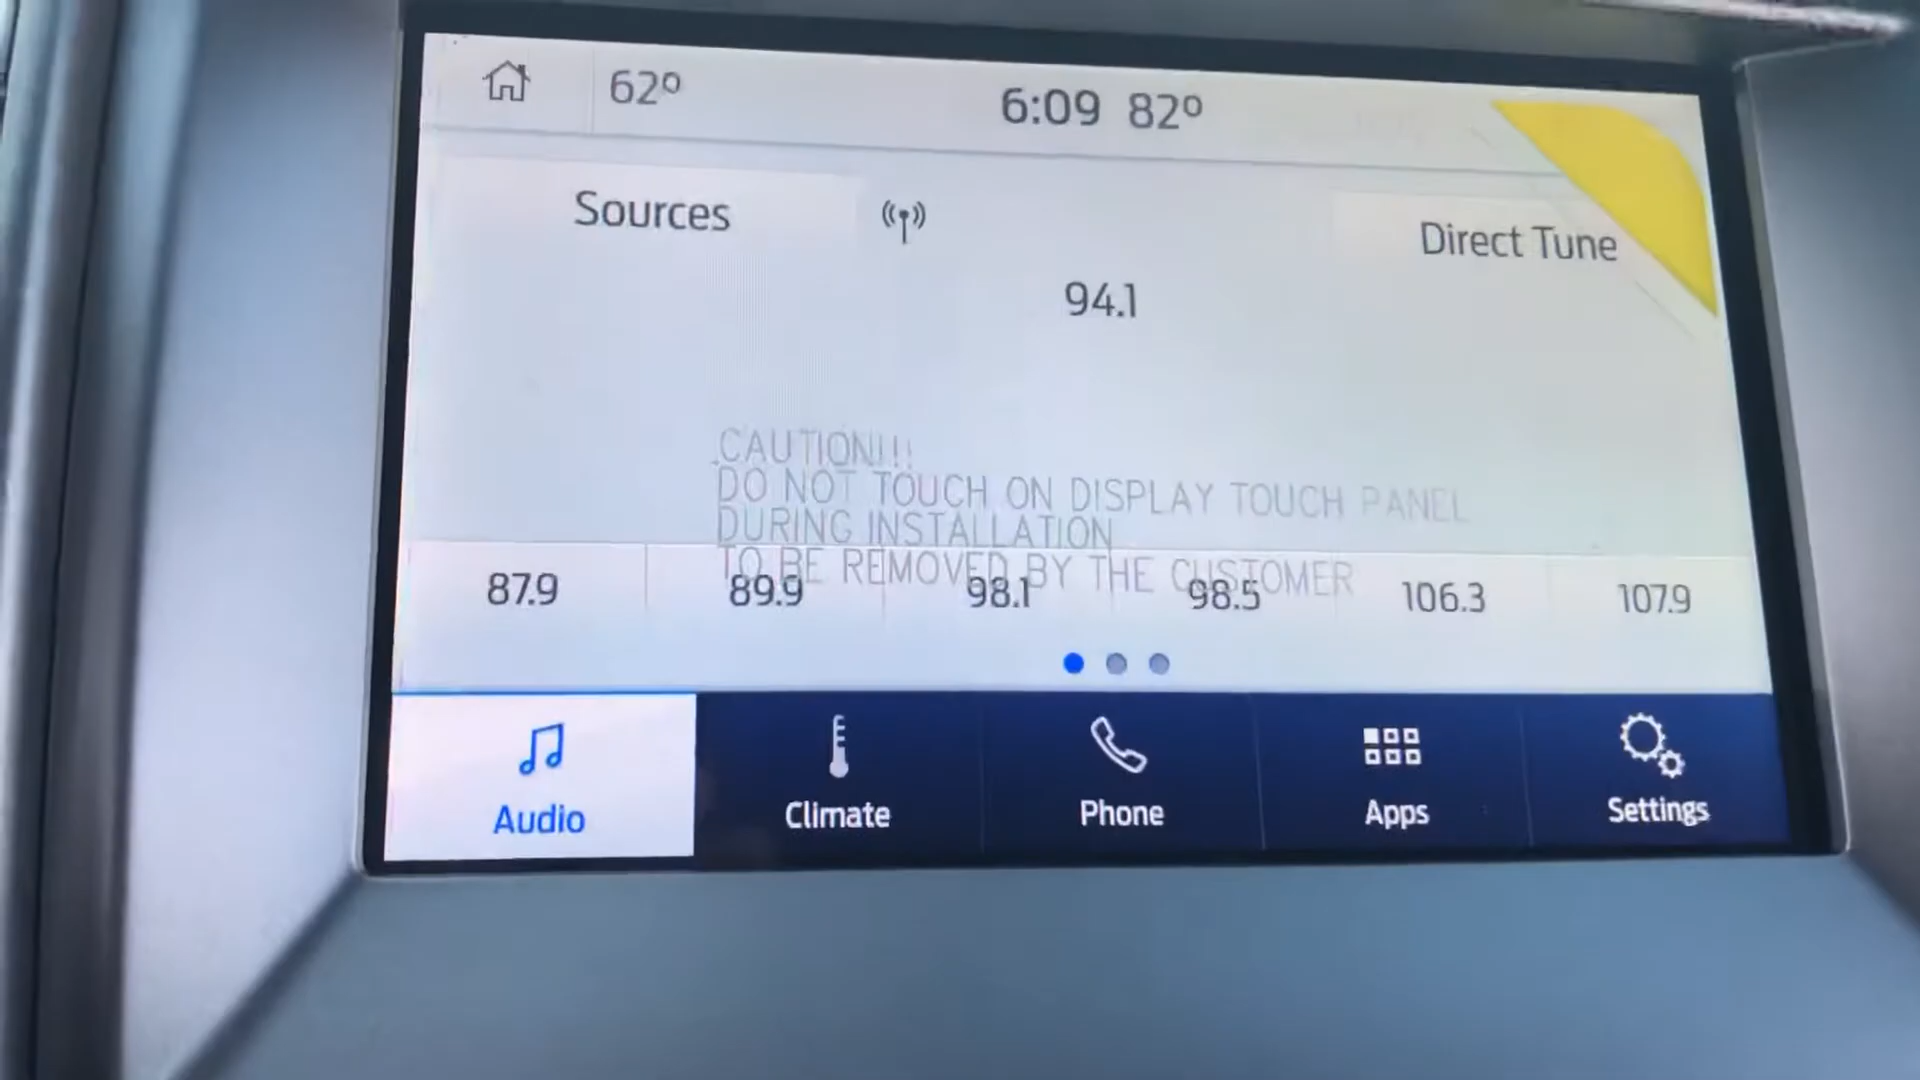 62º
6:09 82º
Sources
Direct Tune
94.1
CAUTION!!!
DO NOT TOUCH ON DISPLAY TOUCH PANEL
DURING INSTALLATION
TO BE REMOVED BY THE CUSTOMER
87.9 89.9 98.1 98.5 106.3 107.9
Audio Climate Phone Apps Settings